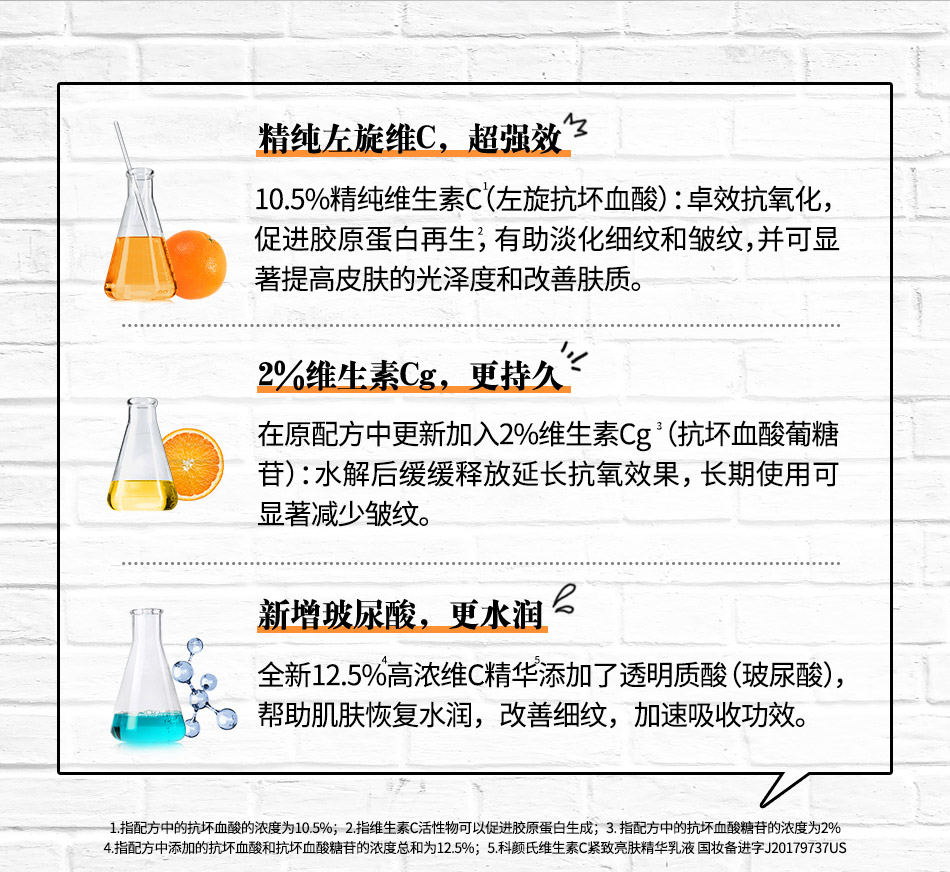 精纯左旋维C，超强效
10.5%精纯维生素C¹（左旋抗坏血酸）：卓效抗氧化，
促进胶原蛋白再生²，有助淡化细纹和皱纹，并可显
著提高皮肤的光泽度和改善肤质。
2%维生素Cg，更持久
在原配方中更新加入2%维生素Cg³（抗坏血酸葡糖
苷）：水解后缓缓释放延长抗氧效果，长期使用可
显著减少皱纹。
新增玻尿酸，更水润
全新12.5%⁴高浓维C精华⁵添加了透明质酸（玻尿酸），
帮助肌肤恢复水润，改善细纹，加速吸收功效。
1.指配方中的抗坏血酸的浓度为10.5%；2.指维生素C活性物可以促进胶原蛋白生成；3. 指配方中的抗坏血酸糖苷的浓度为2%
4.指配方中添加的抗坏血酸和抗坏血酸糖苷的浓度总和为12.5%；5.科颜氏维生素C紧致亮肤精华乳液 国妆备进字J20179737US